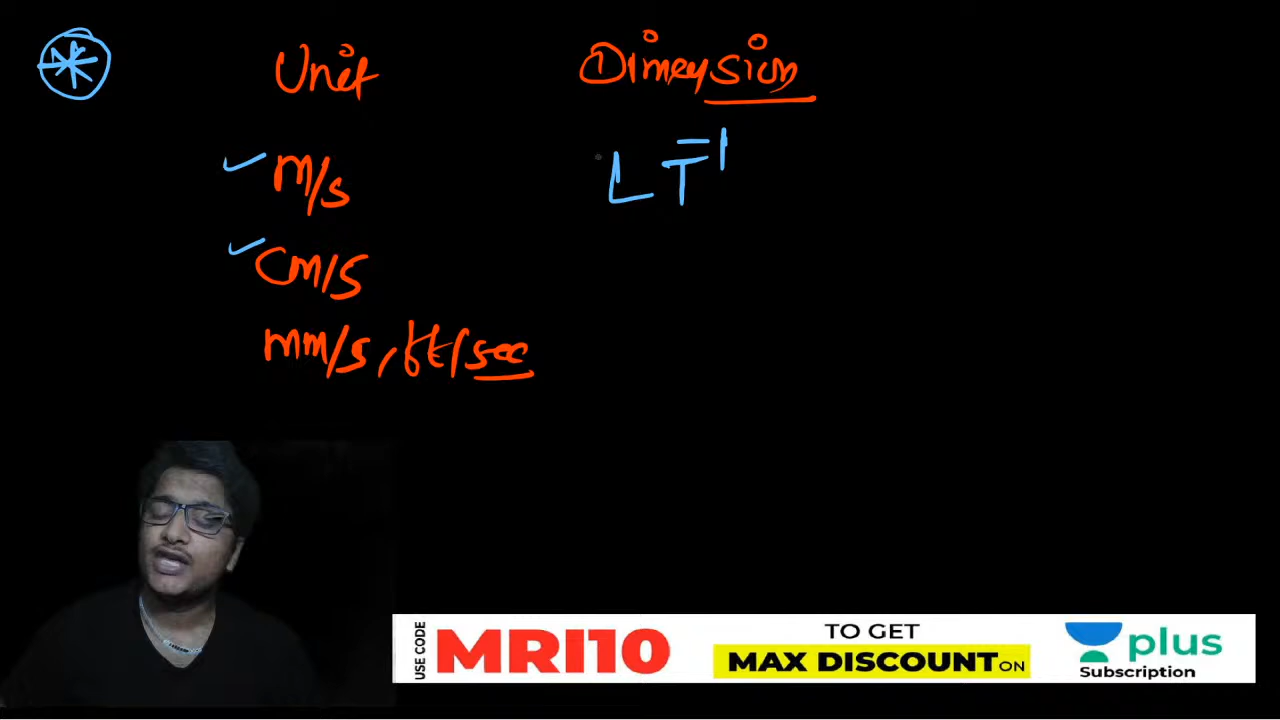 Unit Dimension
m/s LT⁻¹
cm/s
mm/s, ft/sec
USE CODE MRI10 TO GET MAX DISCOUNT ON plus Subscription